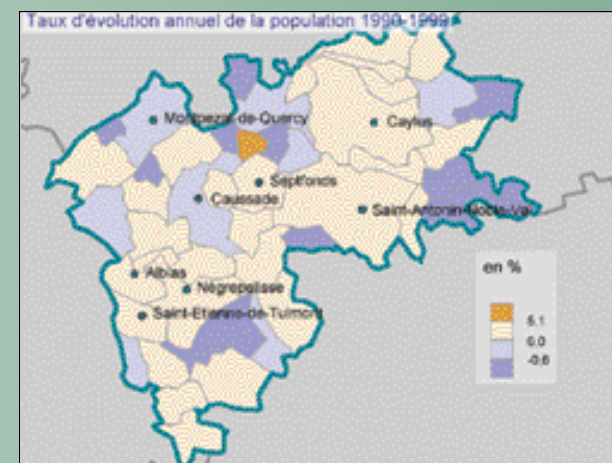 Taux d'évolution annuel de la population 1990-1999
Montpezat-de-Quercy
Caylus
Septfonds
Caussade
Saint-Antonin-Noble-Val
Albias
Nègrepelisse
Saint-Etienne-de-Tulmont
en %
5.1
0.0
-0.6